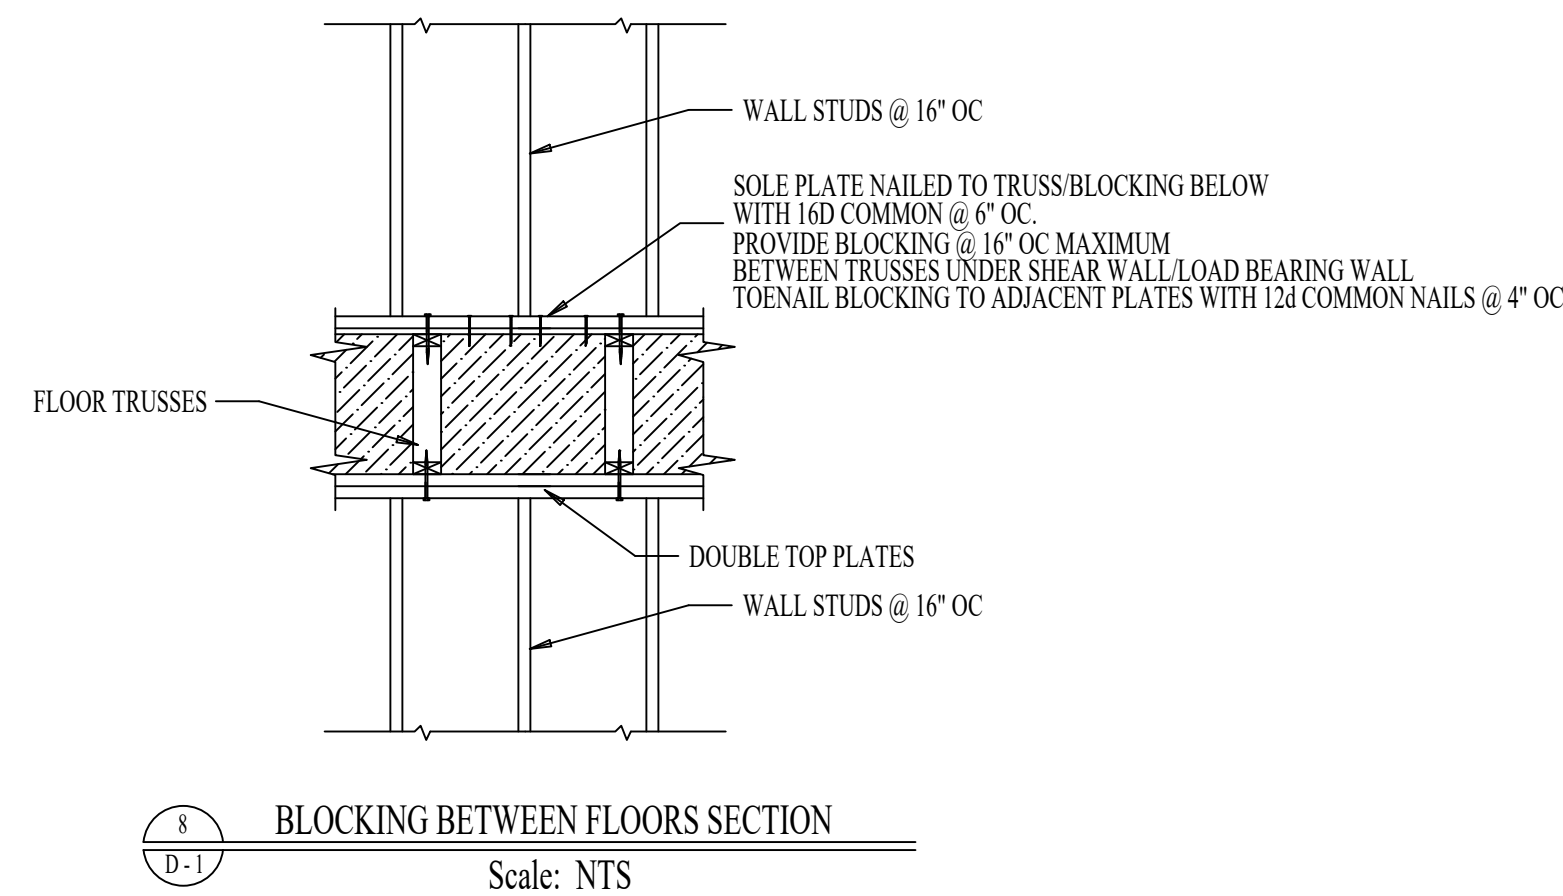 WALL STUDS @ 16" OC
SOLE PLATE NAILED TO TRUSS/BLOCKING BELOW
WITH 16D COMMON @ 6" OC.
PROVIDE BLOCKING @ 16" OC MAXIMUM
BETWEEN TRUSSES UNDER SHEAR WALL/LOAD BEARING WALL
TOENAIL BLOCKING TO ADJACENT PLATES WITH 12d COMMON NAILS @ 4" OC
FLOOR TRUSSES
DOUBLE TOP PLATES
WALL STUDS @ 16" OC
8
BLOCKING BETWEEN FLOORS SECTION
D - 1
Scale: NTS